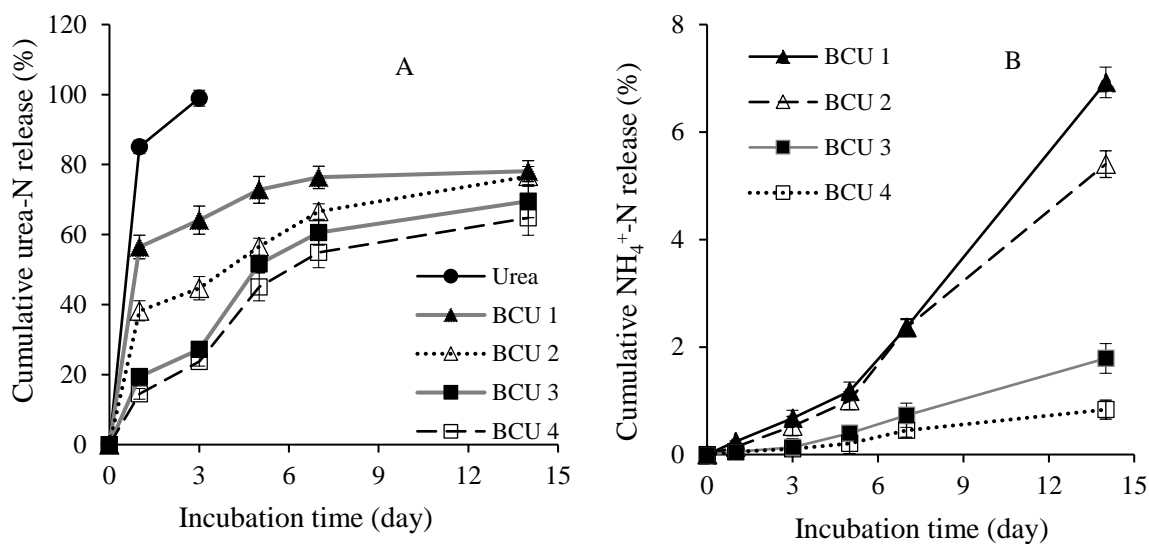 Cumulative urea-N release (%)
120
100
80
60
40
20
0
A
Urea
BCU 1
BCU 2
BCU 3
BCU 4
0 3 6 9 12 15
Incubation time (day)
Cumulative NH₄⁺-N release (%)
8
6
4
2
0
B
BCU 1
BCU 2
BCU 3
BCU 4
0 3 6 9 12 15
Incubation time (day)